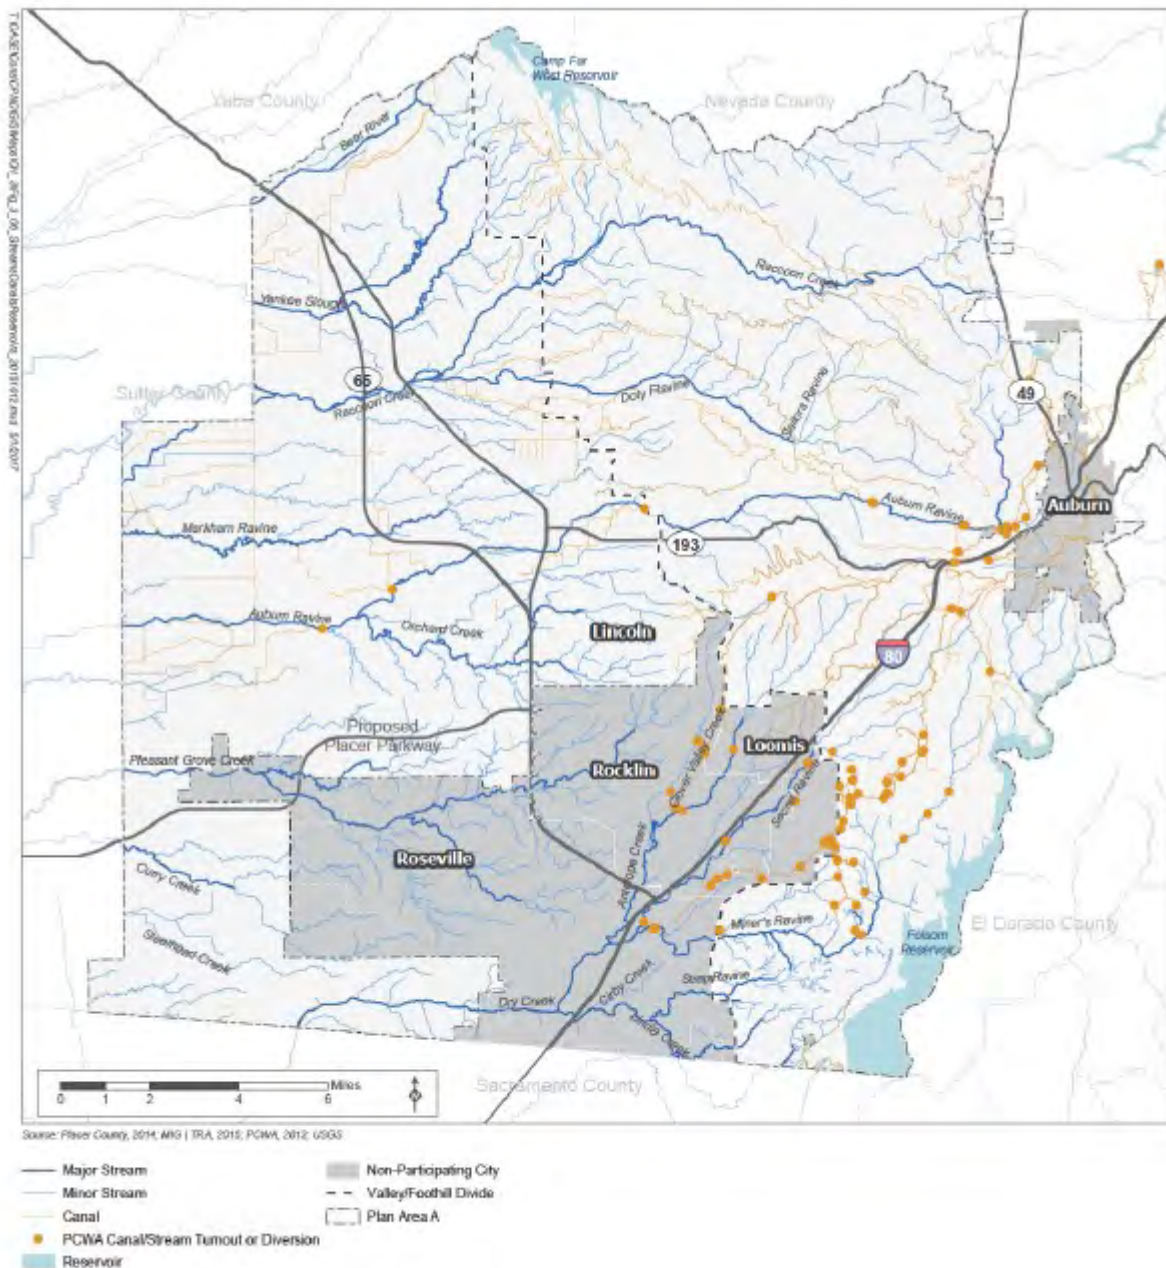 Camp Far
West Reservoir
Yuba County
Nevada County
Bear River
Raccoon Creek
Yankee Slough
65
Sutter County
Raccoon Creek
Doty Ravine
49
Auburn Ravine
Auburn
Markham Ravine
193
Auburn Ravine
Orchard Creek
Lincoln
80
Proposed
Placer Parkway
Loomis
Pleasant Grove Creek
Rocklin
Clover Valley Creek
Secret Ravine
Roseville
Antelope Creek
Curry Creek
Miner's Ravine
El Dorado County
Folsom
Reservoir
Steelhead Creek
Cirby Creek
Dry Creek
Linda Creek
Sacramento County
Miles
0 1 2 4 6
N
Source: Placer County, 2014; MIG | TRA, 2015; PCWA, 2012; USGS
Major Stream
Minor Stream
Canal
PCWA Canal/Stream Turnout or Diversion
Reservoir
Non-Participating City
Valley/Foothill Divide
Plan Area A